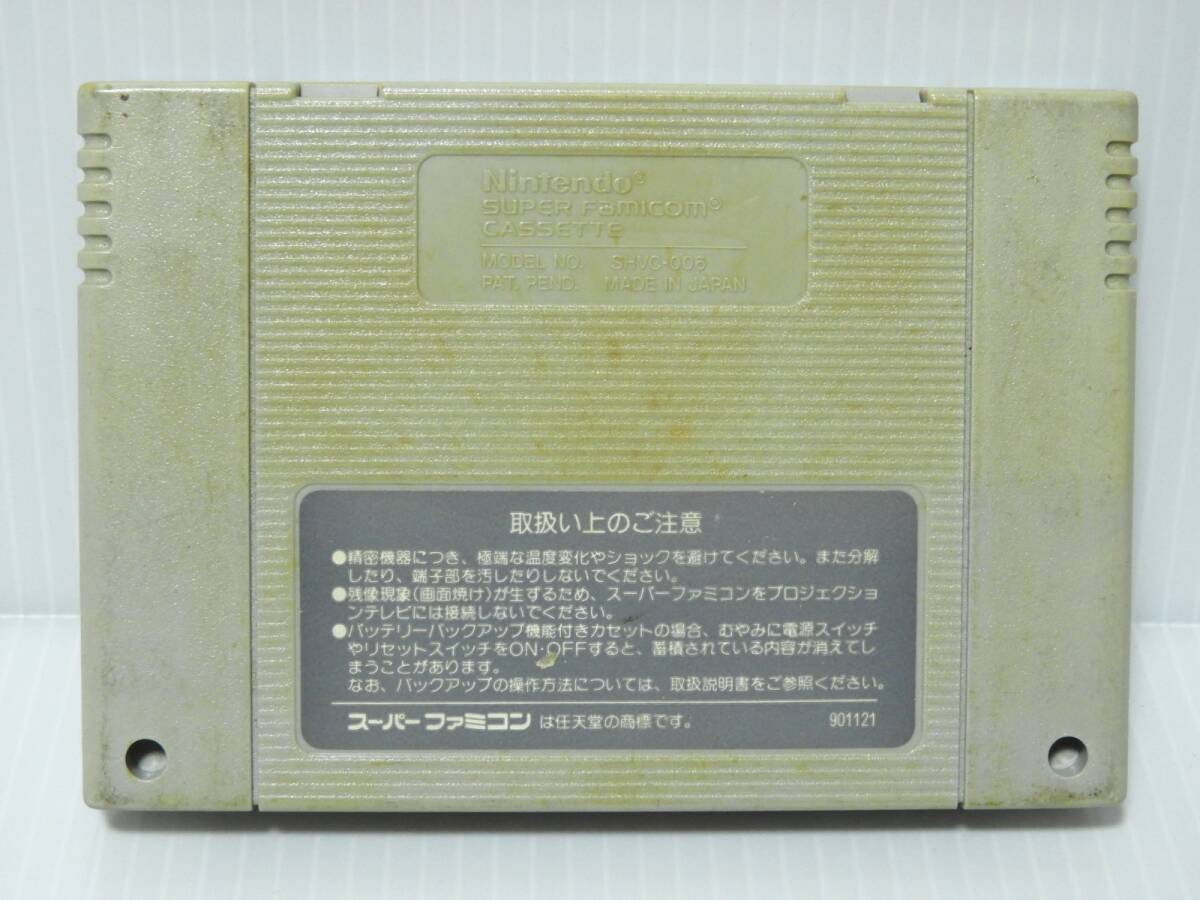 Nintendo®
SUPER FAMICOM®
CASSETTE
MODEL NO. SHVC-006
PAT. PEND. MADE IN JAPAN
取扱い上のご注意
●精密機器につき、極端な温度変化やショックを避けてください。また分解
したり、端子部を汚したりしないでください。
●残像現象(画面焼け)が生ずるため、スーパーファミコンをプロジェクショ
ンテレビには接続しないでください。
●バッテリーバックアップ機能付きカセットの場合、むやみに電源スイッチ
やリセットスイッチをON・OFFすると、蓄積されている内容が消えてし
まうことがあります。
なお、バックアップの操作方法については、取扱説明書をご参照ください。
スーパーファミコン は任天堂の商標です。 901121